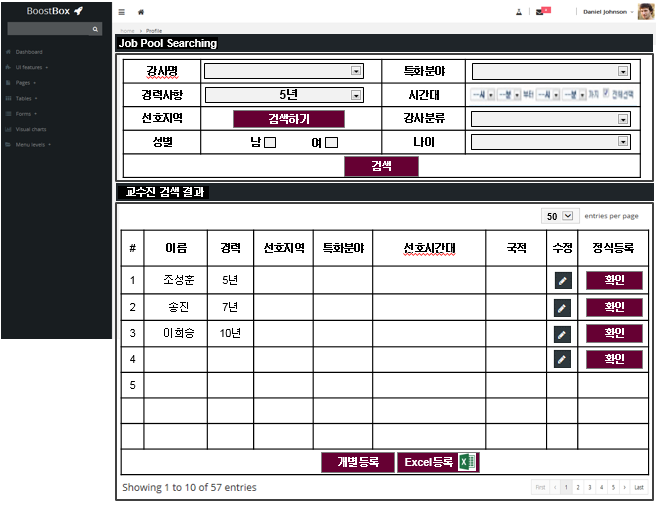 BoostBox
Daniel Johnson
Dashboard
UI features
Pages
Tables
Forms
Visual charts
Menu levels
Home > Profile
Job Pool Searching
강사명 특화분야
경력사항 5년 시간대 --시 --분 부터 --시 --분 까지 전체선택
선호지역 검색하기 강사분류
성별 남 여 나이
검색
교수진 검색 결과
50 entries per page
# 이름 경력 선호지역 특화분야 선호시간대 국적 수정 정식등록
1 조성훈 5년 확인
2 송진 7년 확인
3 이희승 10년 확인
4 확인
5
개별등록 Excel등록
Showing 1 to 10 of 57 entries
First < 1 2 3 4 5 > Last